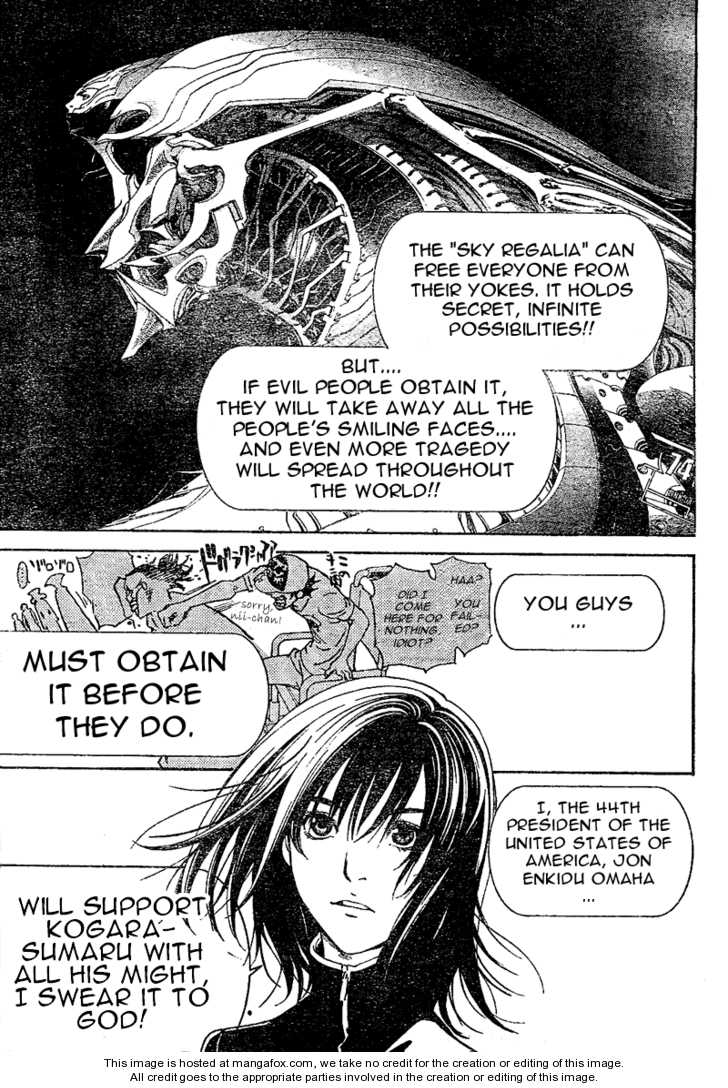 THE "SKY REGALIA" CAN
FREE EVERYONE FROM
THEIR YOKES. IT HOLDS
SECRET, INFINITE
POSSIBILITIES!!
BUT....
IF EVIL PEOPLE OBTAIN IT,
THEY WILL TAKE AWAY ALL THE
PEOPLE'S SMILING FACES....
AND EVEN MORE TRAGEDY
WILL SPREAD THROUGHOUT
THE WORLD!!
74
YOU GUYS
...
HAA?
YOU
FAIL-
ED?
DID I
COME
HERE FOR
NOTHING,
IDIOT?
sorry,
nii-chan!
MUST OBTAIN
IT BEFORE
THEY DO.
I, THE 44TH
PRESIDENT OF THE
UNITED STATES OF
AMERICA, JON
ENKIDU OMAHA
...
WILL SUPPORT
KOGARA-
SUMARU WITH
ALL HIS MIGHT,
I SWEAR IT TO
GOD!
This image is hosted at mangafox.com, we take no credit for the creation or editing of this image.
All credit goes to the appropriate parties involved in the creation or editing of this image.